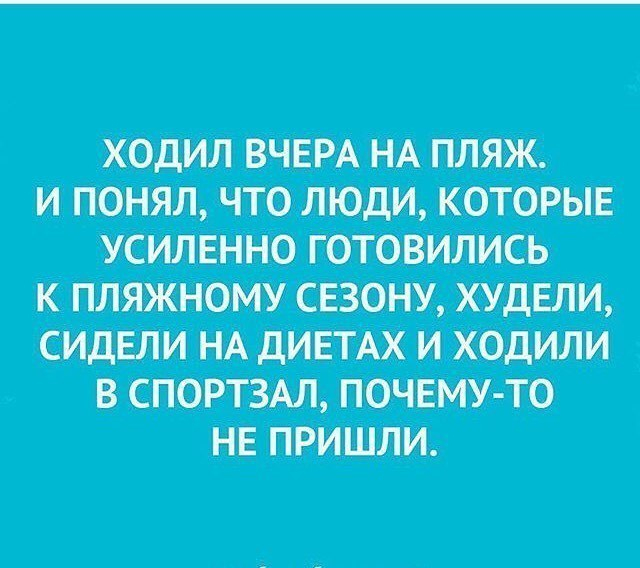 ХОДИЛ ВЧЕРА НА ПЛЯЖ.
И ПОНЯЛ, ЧТО ЛЮДИ, КОТОРЫЕ
УСИЛЕННО ГОТОВИЛИСЬ
К ПЛЯЖНОМУ СЕЗОНУ, ХУДЕЛИ,
СИДЕЛИ НА ДИЕТАХ И ХОДИЛИ
В СПОРТЗАЛ, ПОЧЕМУ-ТО
НЕ ПРИШЛИ.